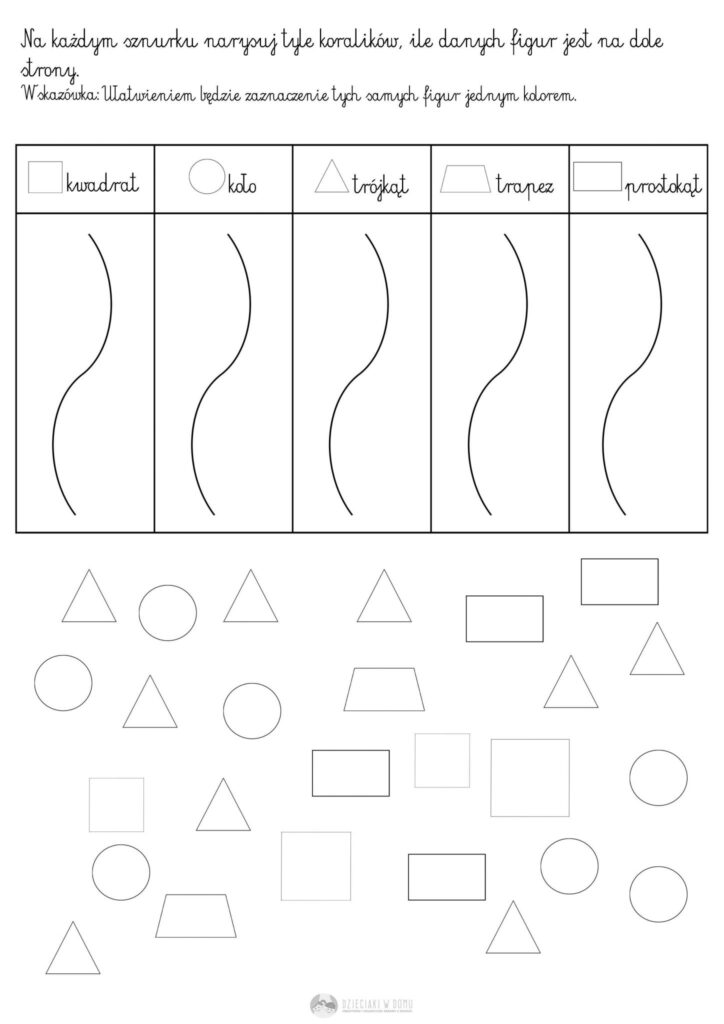 Na każdym sznurku narysuj tyle koralików, ile danych figur jest na dole
strony.
Wskazówka: Ułatwieniem będzie zaznaczenie tych samych figur jednym kolorem.
kwadrat
koło
trójkąt
trapez
prostokąt
DZIECIAKI W DOMU